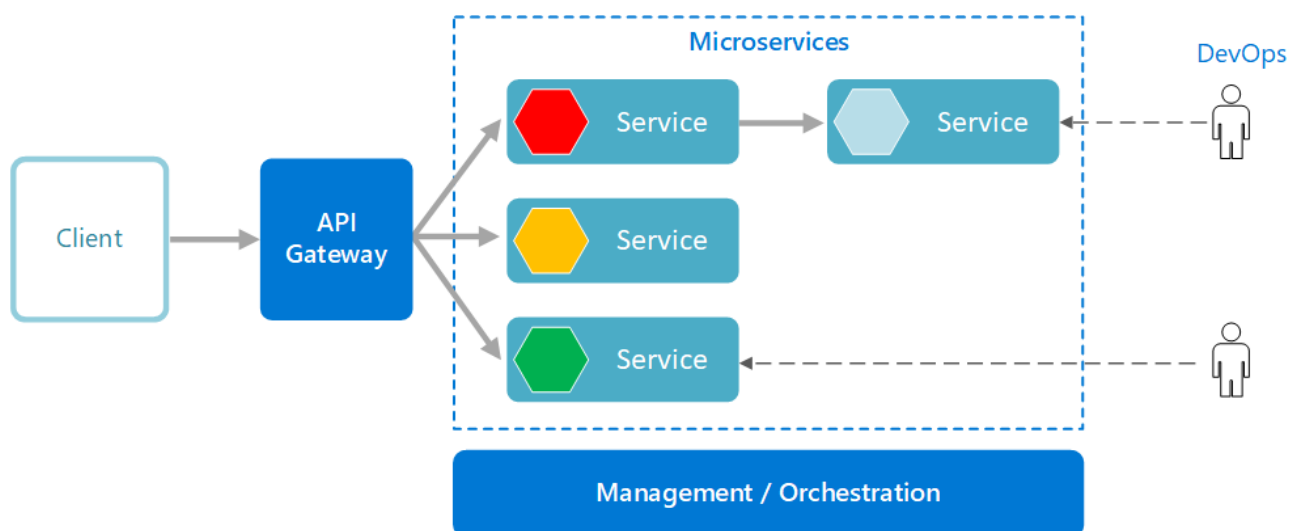 Microservices
DevOps
Service
Service
Client
API
Gateway
Service
Service
Management / Orchestration